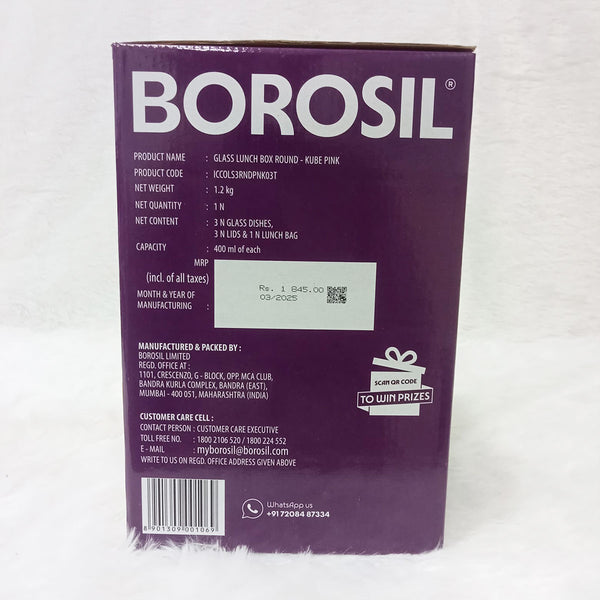 BOROSIL®
PRODUCT NAME : GLASS LUNCH BOX ROUND - KUBE PINK
PRODUCT CODE : ICCOLS3RNDPNK03T
NET WEIGHT : 1.2 kg
NET QUANTITY : 1 N
NET CONTENT : 3 N GLASS DISHES,
3 N LIDS & 1 N LUNCH BAG
CAPACITY : 400 ml of each
MRP
(incl. of all taxes) :
Rs. 1 845.00
MONTH & YEAR OF
MANUFACTURING :
03/2025
MANUFACTURED & PACKED BY :
BOROSIL LIMITED
REGD. OFFICE AT :
1101, CRESCENZO, G - BLOCK, OPP. MCA CLUB,
BANDRA KURLA COMPLEX, BANDRA (EAST),
MUMBAI - 400 051, MAHARASHTRA (INDIA)
SCAN QR CODE
TO WIN PRIZES
CUSTOMER CARE CELL :
CONTACT PERSON : CUSTOMER CARE EXECUTIVE
TOLL FREE NO. : 1800 2106 520 / 1800 224 552
E - MAIL : myborosil@borosil.com
WRITE TO US ON REGD. OFFICE ADDRESS GIVEN ABOVE
8 901309 001069
WhatsApp us
+91 72084 87334